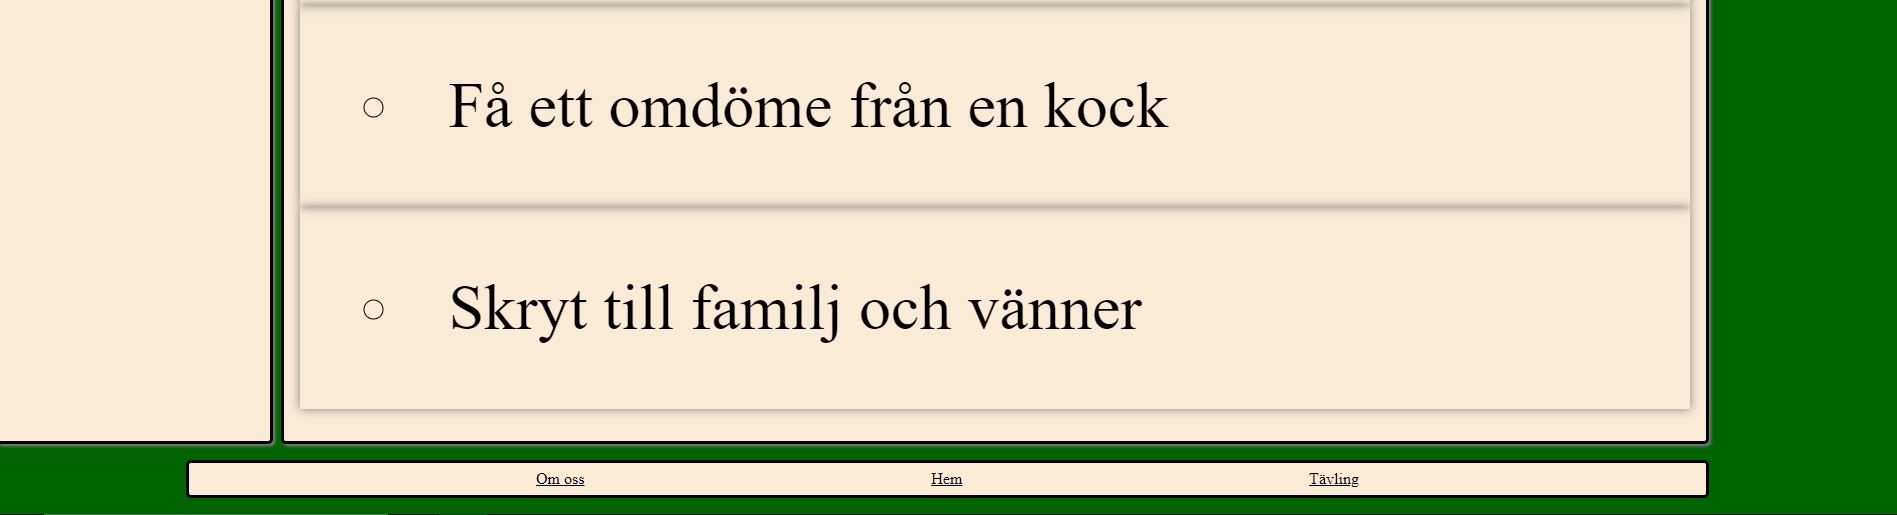 Få ett omdöme från en kock
Skryt till familj och vänner
Om oss Hem Tävling